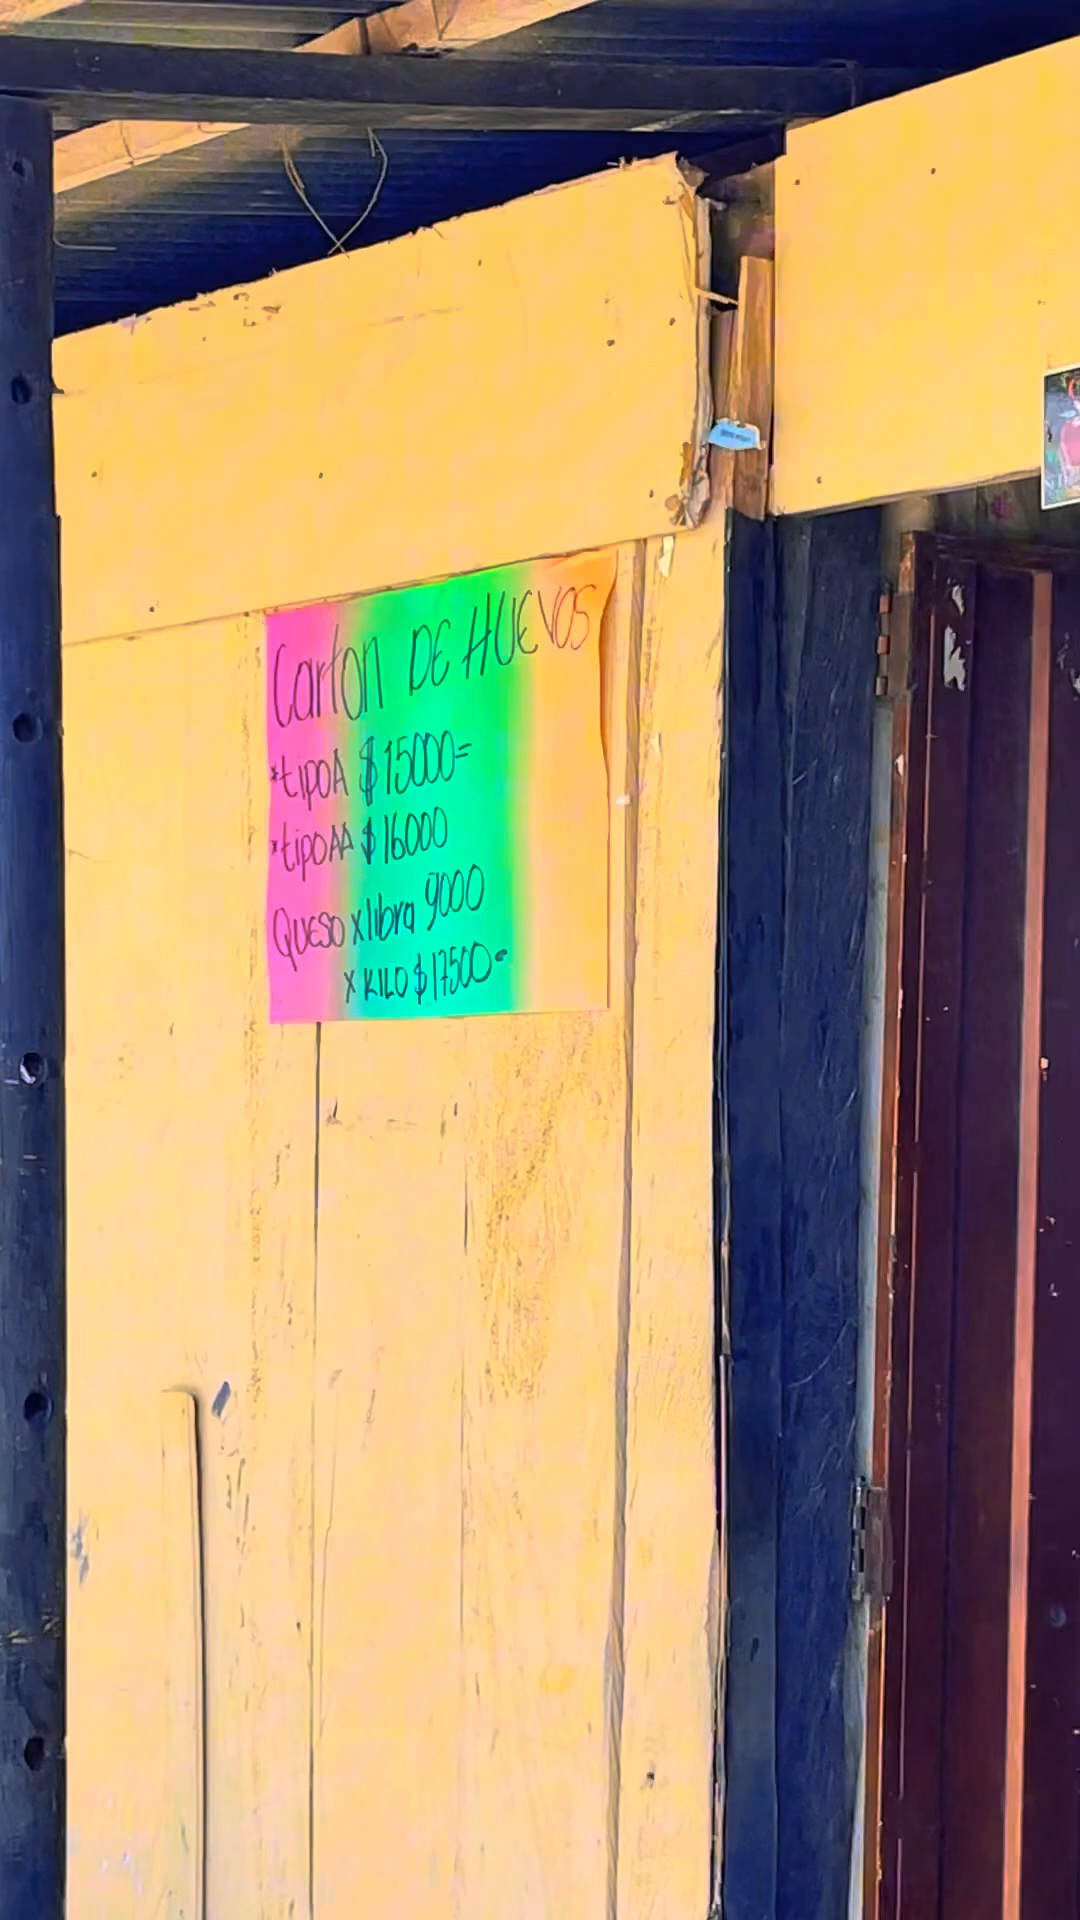 Carton DE HUEVOS
*tipoA $15000=
*tipoAA $16000
QUESO x libra 9000
x KILO $17500=